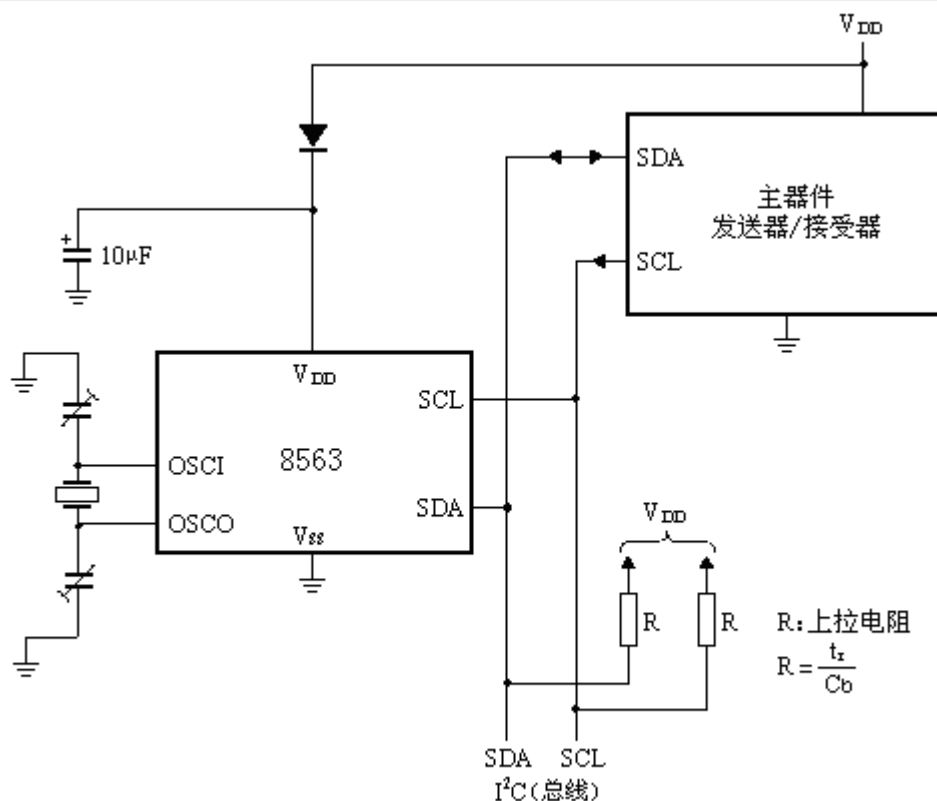 VDD
SDA
主器件
发送器/接受器
SCL
10μF
VDD
SCL
OSCI
8563
SDA
OSCO
Vss
VDD
R
R
R:上拉电阻
R=tr/Cb
SDA SCL
I²C(总线)